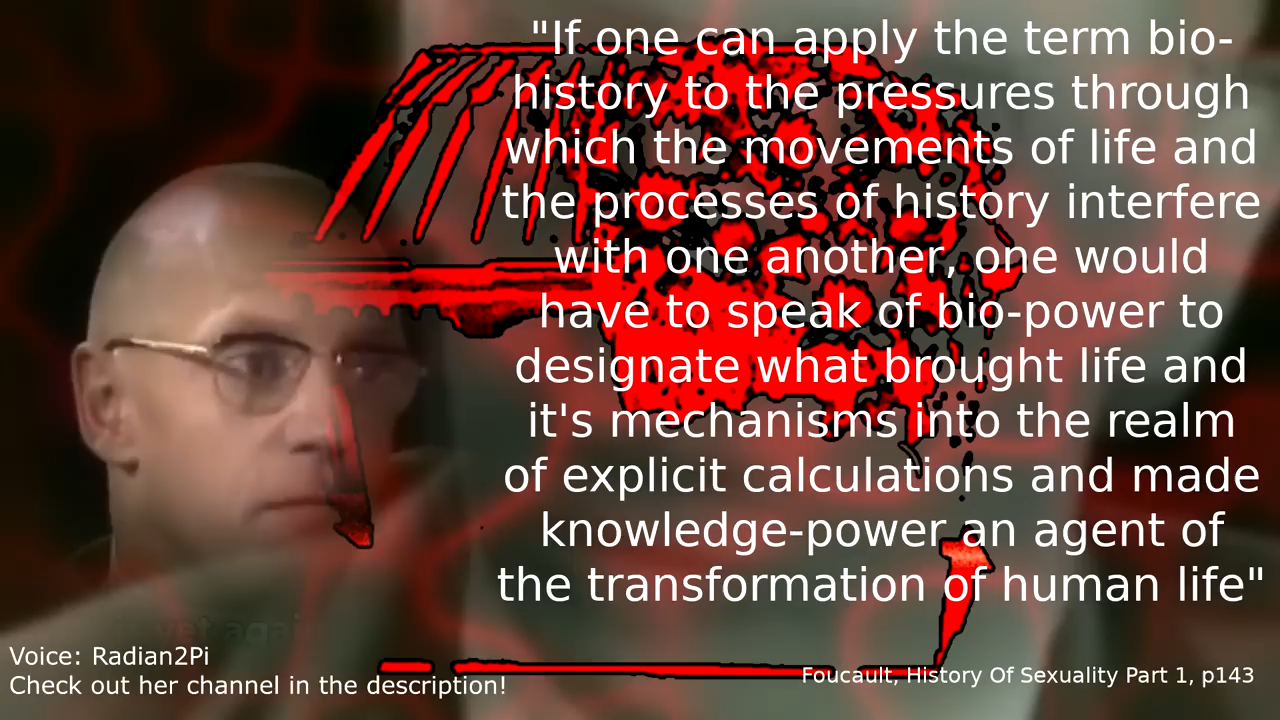 "If one can apply the term bio-
history to the pressures through
which the movements of life and
the processes of history interfere
with one another, one would
have to speak of bio-power to
designate what brought life and
it's mechanisms into the realm
of explicit calculations and made
knowledge-power an agent of
the transformation of human life"
Voice: Radian2Pi
Check out her channel in the description!
Foucault, History Of Sexuality Part 1, p143